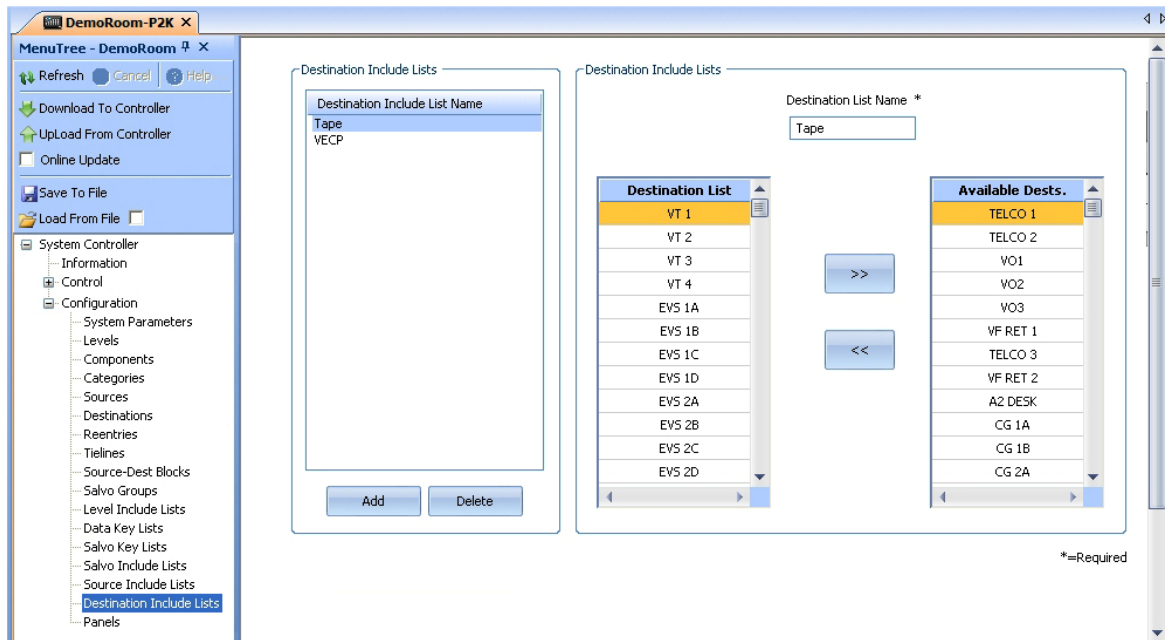 DemoRoom-P2K
MenuTree - DemoRoom
Refresh Cancel Help
Download To Controller
UpLoad From Controller
Online Update
Save To File
Load From File
System Controller
Information
Control
Configuration
System Parameters
Levels
Components
Categories
Sources
Destinations
Reentries
Tielines
Source-Dest Blocks
Salvo Groups
Level Include Lists
Data Key Lists
Salvo Key Lists
Salvo Include Lists
Source Include Lists
Destination Include Lists
Panels
Destination Include Lists
Destination Include List Name
Tape
VECP
Add Delete
Destination Include Lists
Destination List Name *
Tape
Destination List
VT 1
VT 2
VT 3
VT 4
EVS 1A
EVS 1B
EVS 1C
EVS 1D
EVS 2A
EVS 2B
EVS 2C
EVS 2D
>>
<<
Available Dests.
TELCO 1
TELCO 2
VO1
VO2
VO3
VF RET 1
TELCO 3
VF RET 2
A2 DESK
CG 1A
CG 1B
CG 2A
*=Required